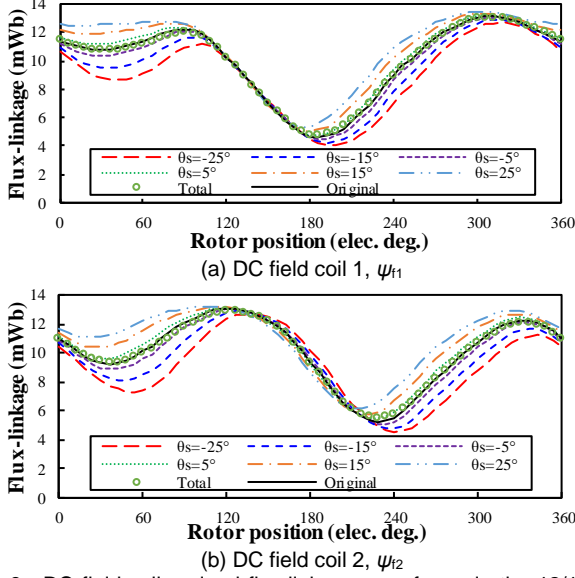 14
12
10
8
6
4
2
0
Flux-linkage (mWb)
θs=-25° θs=-15° θs=-5°
θs=5° θs=15° θs=25°
Total Original
0 60 120 180 240 300 360
Rotor position (elec. deg.)
(a) DC field coil 1, ψf1
14
12
10
8
6
4
2
0
Flux-linkage (mWb)
θs=-25° θs=-15° θs=-5°
θs=5° θs=15° θs=25°
Total Original
0 60 120 180 240 300 360
Rotor position (elec. deg.)
(b) DC field coil 2, ψf2